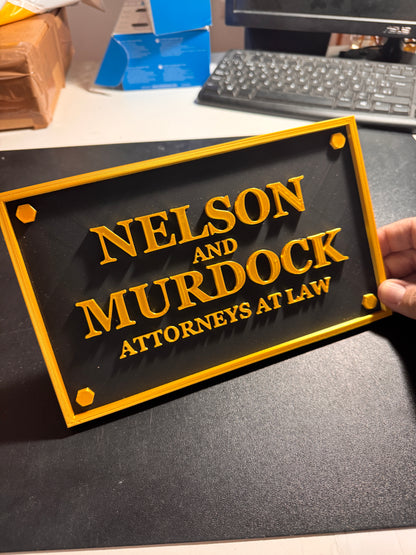 NELSON
AND
MURDOCK
ATTORNEYS AT LAW